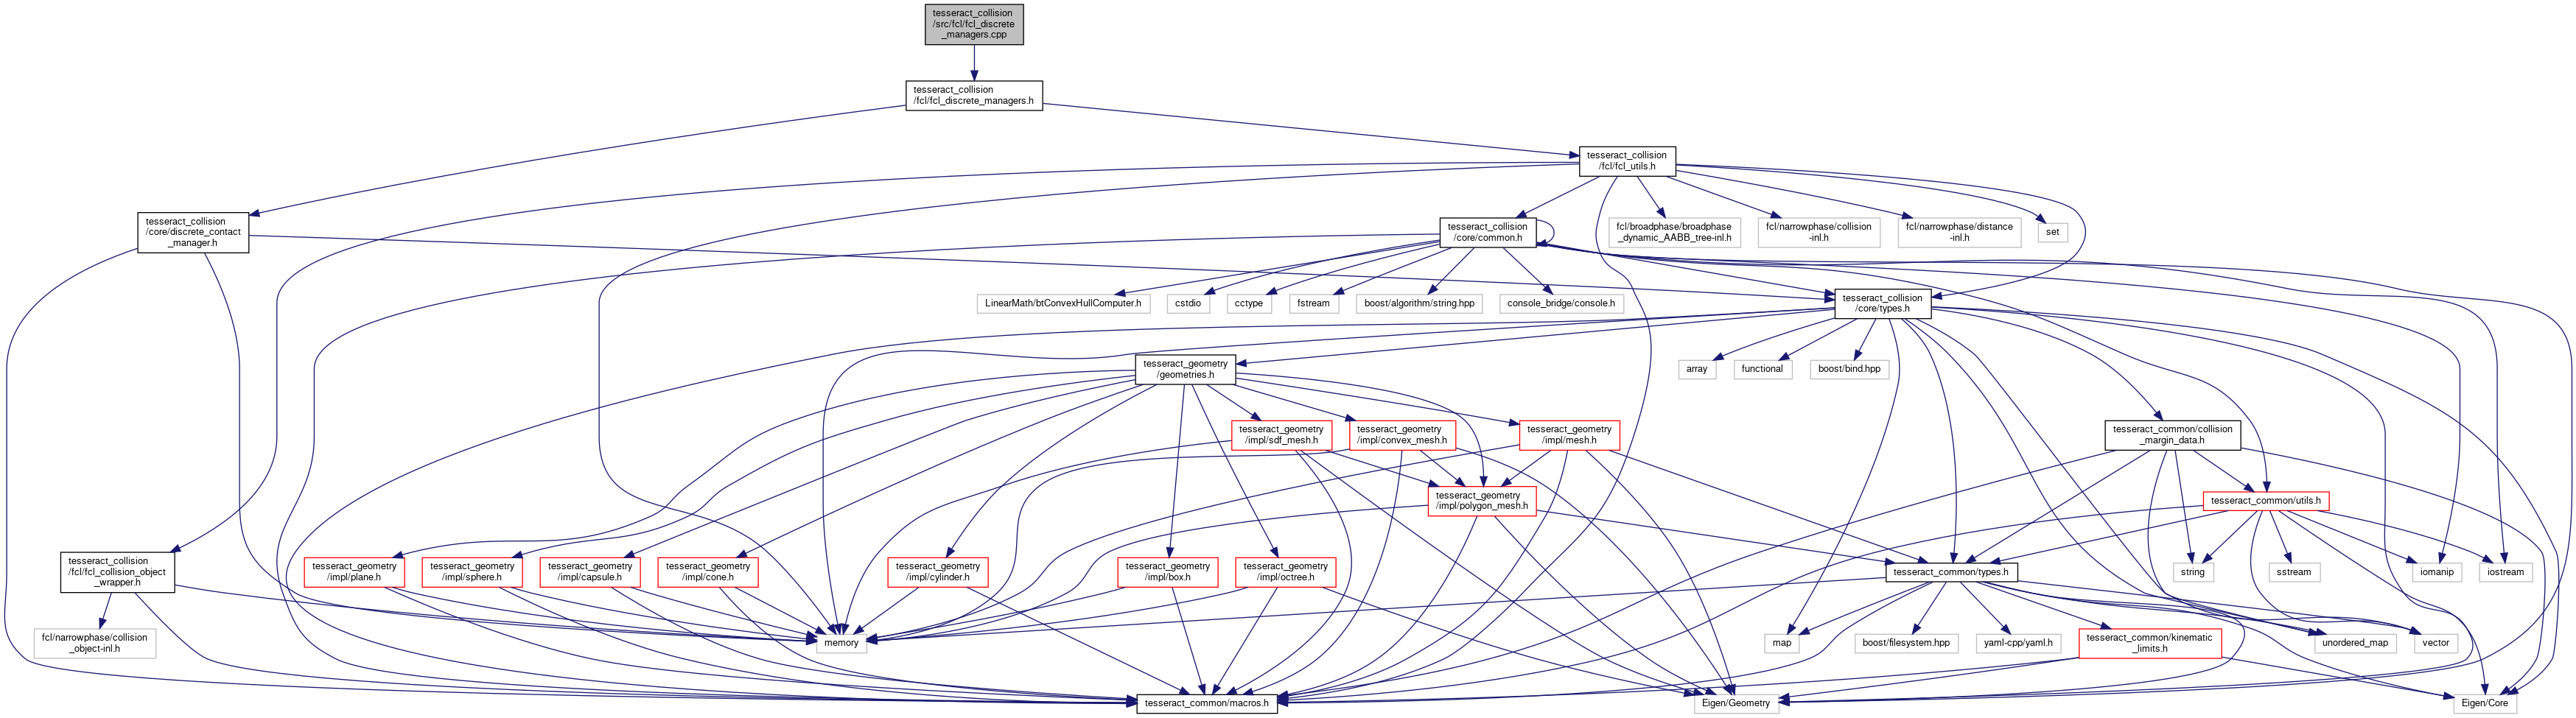 tesseract_collision
/src/fcl/fcl_discrete
_managers.cpp
tesseract_collision
/fcl/fcl_discrete_managers.h
tesseract_collision
/fcl/fcl_utils.h
tesseract_collision
/core/discrete_contact
_manager.h
tesseract_collision
/core/common.h
fcl/broadphase/broadphase
_dynamic_AABB_tree-inl.h
fcl/narrowphase/collision
-inl.h
fcl/narrowphase/distance
-inl.h
set
LinearMath/btConvexHullComputer.h
cstdio
cctype
fstream
boost/algorithm/string.hpp
console_bridge/console.h
tesseract_collision
/core/types.h
tesseract_geometry
/geometries.h
array
functional
boost/bind.hpp
tesseract_geometry
/impl/sdf_mesh.h
tesseract_geometry
/impl/convex_mesh.h
tesseract_geometry
/impl/mesh.h
tesseract_common/collision
_margin_data.h
tesseract_geometry
/impl/polygon_mesh.h
tesseract_common/utils.h
tesseract_collision
/fcl/fcl_collision_object
_wrapper.h
tesseract_geometry
/impl/plane.h
tesseract_geometry
/impl/sphere.h
tesseract_geometry
/impl/capsule.h
tesseract_geometry
/impl/cone.h
tesseract_geometry
/impl/cylinder.h
tesseract_geometry
/impl/box.h
tesseract_geometry
/impl/octree.h
tesseract_common/types.h
string
sstream
iomanip
iostream
fcl/narrowphase/collision
_object-inl.h
memory
map
boost/filesystem.hpp
yaml-cpp/yaml.h
tesseract_common/kinematic
_limits.h
unordered_map
vector
tesseract_common/macros.h
Eigen/Geometry
Eigen/Core